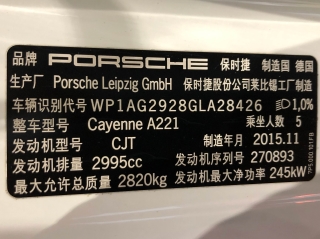 品牌 PORSCHE 保时捷 制造国 德国
生产厂 Porsche Leipzig GmbH 保时捷股份公司莱比锡工厂制造
车辆识别代号 WP1AG2928GLA28426 1,0%
整车型号 Cayenne A221 乘坐人数 5
发动机型号 CJT 制造年月 2015.11
发动机排量 2995cc 发动机序列号 270893
最大允许总质量 2820kg 发动机最大净功率 245kW
7P5 000 101 FB